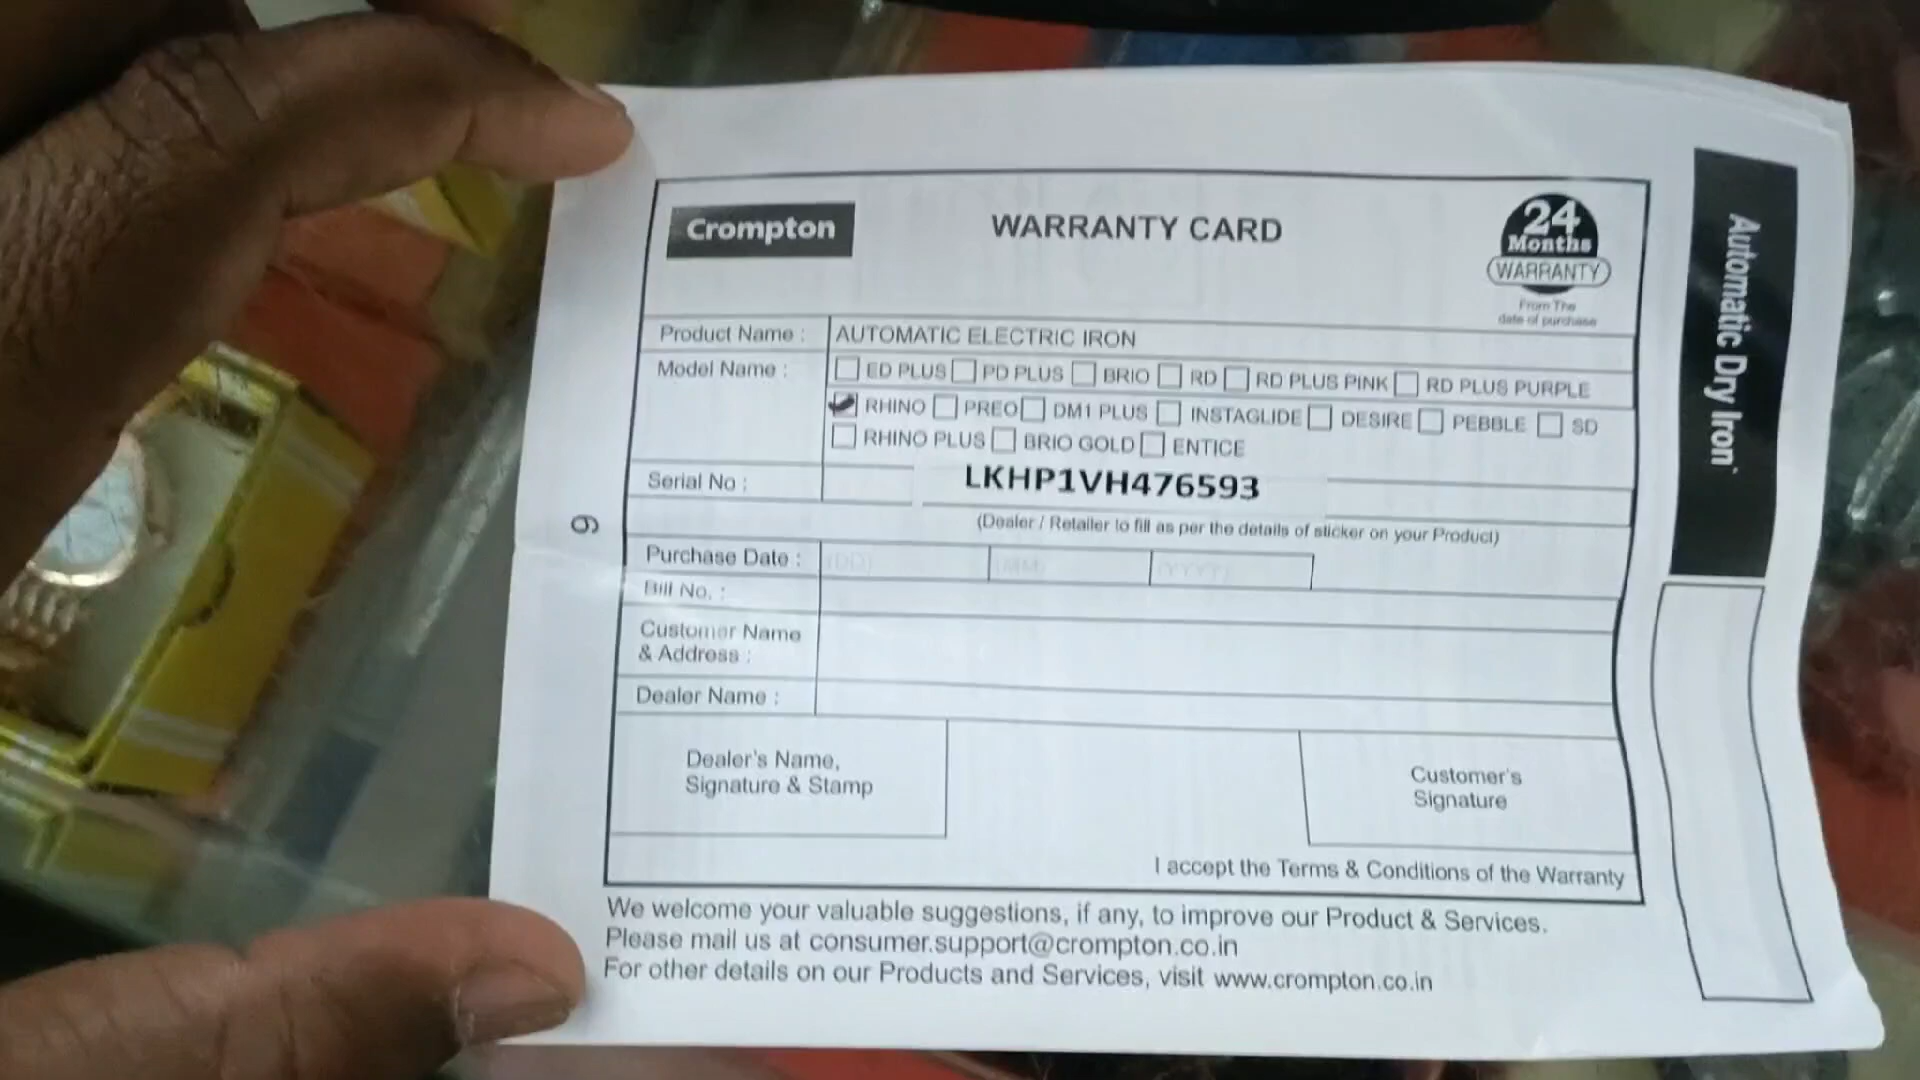 Crompton
WARRANTY CARD
24
Months
WARRANTY
From The
date of purchase
Product Name : AUTOMATIC ELECTRIC IRON
Model Name : ED PLUS PD PLUS BRIO RD RD PLUS PINK RD PLUS PURPLE
RHINO PREO DM1 PLUS INSTAGLIDE DESIRE PEBBLE SD
RHINO PLUS BRIO GOLD ENTICE
Serial No : LKHP1VH476593
(Dealer / Retailer to fill as per the details of sticker on your Product)
Purchase Date : (DD) (MM) (YYYY)
Bill No. :
Customer Name
& Address :
Dealer Name :
Dealer's Name,
Signature & Stamp
Customer's
Signature
I accept the Terms & Conditions of the Warranty
We welcome your valuable suggestions, if any, to improve our Product & Services.
Please mail us at consumer.support@crompton.co.in
For other details on our Products and Services, visit www.crompton.co.in
9
Automatic Dry Iron